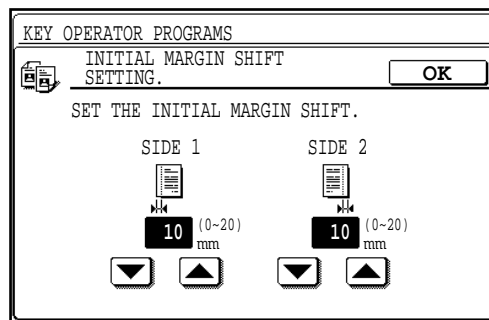 KEY OPERATOR PROGRAMS
INITIAL MARGIN SHIFT
SETTING.
OK
SET THE INITIAL MARGIN SHIFT.
SIDE 1 SIDE 2
10 (0~20) mm 10 (0~20) mm